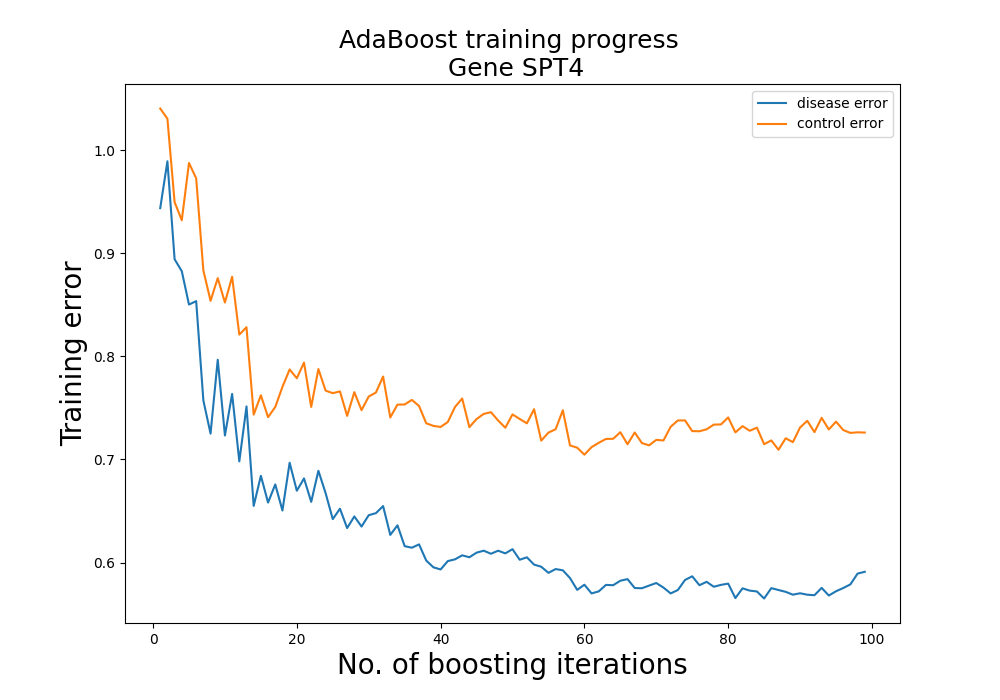 AdaBoost training progress
Gene SPT4
disease error
control error
Training error
1.0
0.9
0.8
0.7
0.6
0
20
40
60
80
100
No. of boosting iterations